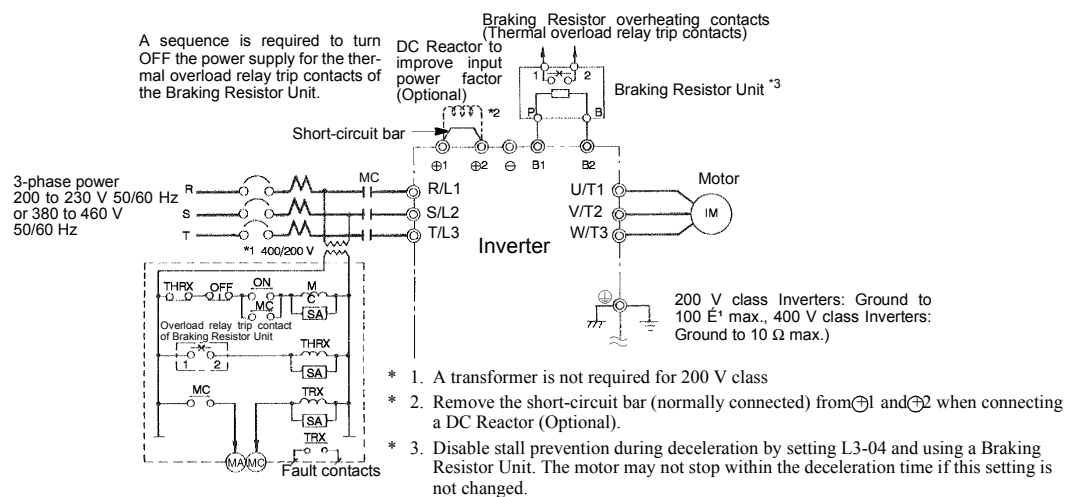 Braking Resistor overheating contacts
(Thermal overload relay trip contacts)
A sequence is required to turn
OFF the power supply for the ther-
mal overload relay trip contacts of
the Braking Resistor Unit.
DC Reactor to
improve input
power factor
(Optional)
*2
1 2
Braking Resistor Unit *3
P B
Short-circuit bar
⊕1 ⊕2 ⊖ B1 B2
3-phase power
200 to 230 V 50/60 Hz
or 380 to 460 V
50/60 Hz
R
S
T
MC
R/L1
S/L2
T/L3
Inverter
U/T1
V/T2
W/T3
Motor
IM
*1 400/200 V
THRX OFF ON
MC
M
C
SA
Overload relay trip contact
of Braking Resistor Unit
1 2
THRX
SA
MC
TRX
SA
TRX
MA MC
Fault contacts
200 V class Inverters: Ground to
100 É¹ max., 400 V class Inverters:
Ground to 10 Ω max.)
* 1. A transformer is not required for 200 V class
* 2. Remove the short-circuit bar (normally connected) from⊕1 and⊕2 when connecting
a DC Reactor (Optional).
* 3. Disable stall prevention during deceleration by setting L3-04 and using a Braking
Resistor Unit. The motor may not stop within the deceleration time if this setting is
not changed.